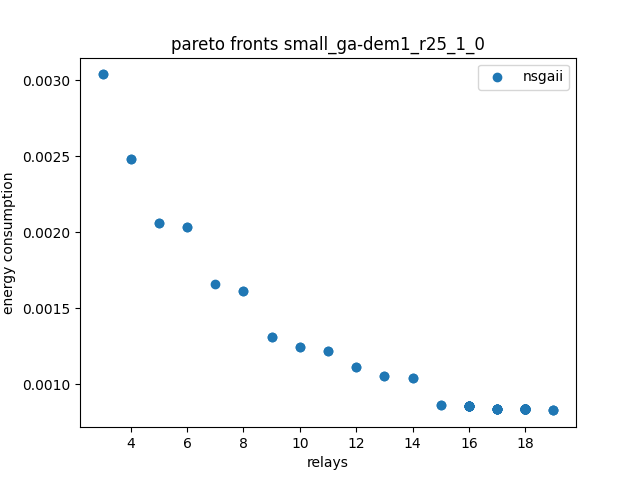 pareto fronts small_ga-dem1_r25_1_0
nsgaii
0.0030
0.0025
0.0020
0.0015
0.0010
energy consumption
4 6 8 10 12 14 16 18
relays